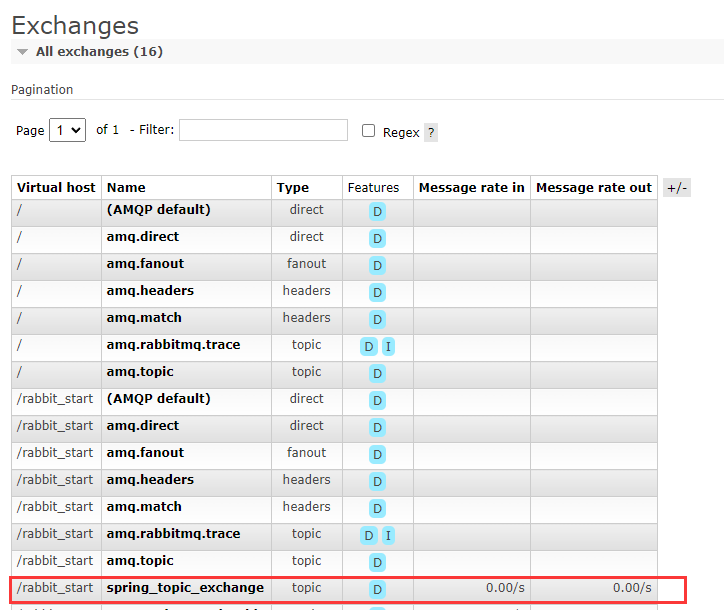 Exchanges
All exchanges (16)
Pagination
Page 1 of 1 - Filter: Regex ?
Virtual host Name Type Features Message rate in Message rate out +/-
/ (AMQP default) direct D
/ amq.direct direct D
/ amq.fanout fanout D
/ amq.headers headers D
/ amq.match headers D
/ amq.rabbitmq.trace topic D I
/ amq.topic topic D
/rabbit_start (AMQP default) direct D
/rabbit_start amq.direct direct D
/rabbit_start amq.fanout fanout D
/rabbit_start amq.headers headers D
/rabbit_start amq.match headers D
/rabbit_start amq.rabbitmq.trace topic D I
/rabbit_start amq.topic topic D
/rabbit_start spring_topic_exchange topic D 0.00/s 0.00/s